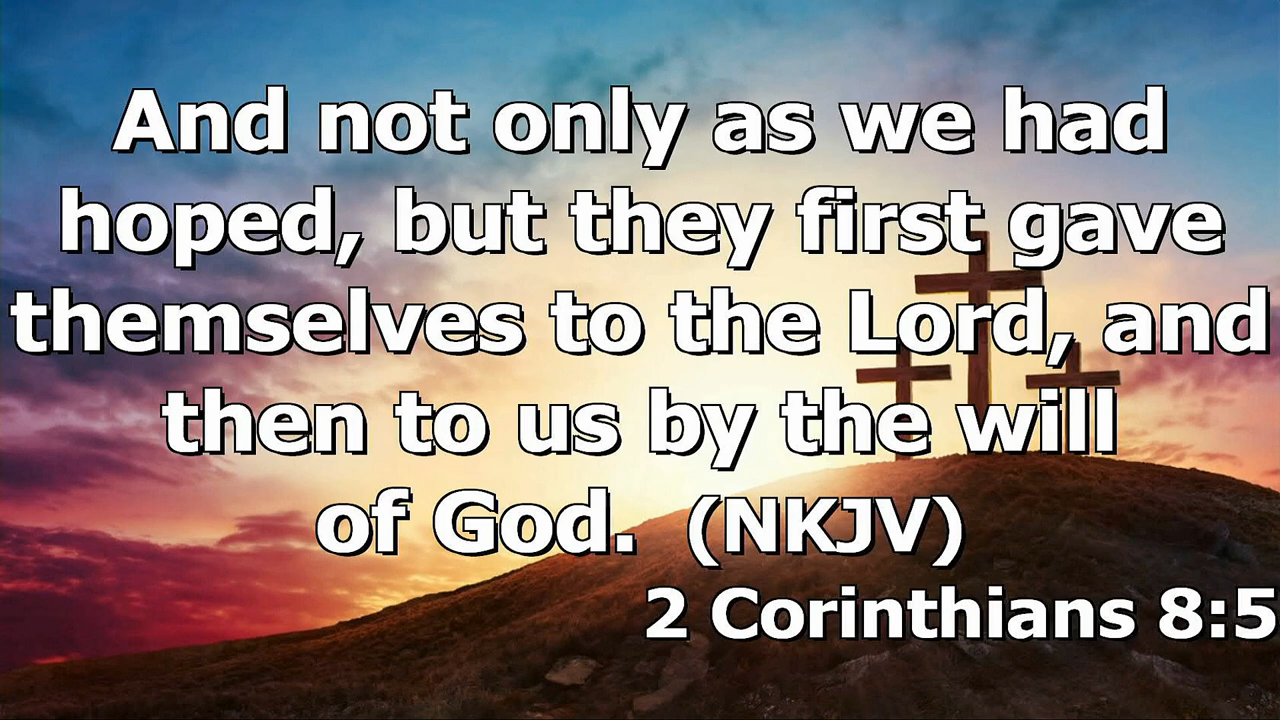 And not only as we had
hoped, but they first gave
themselves to the Lord, and
then to us by the will
of God. (NKJV)
2 Corinthians 8:5